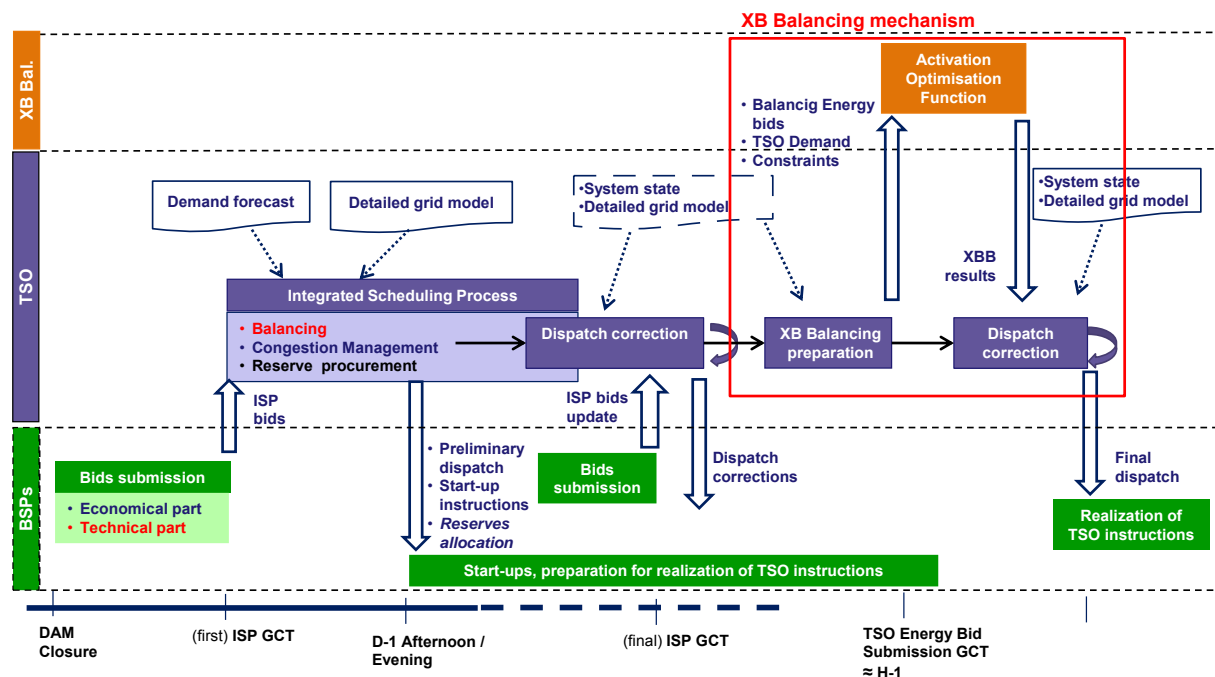 XB Balancing mechanism
XB Bal.
Activation
Optimisation
Function
• Balancig Energy
bids
• TSO Demand
• Constraints
TSO
Demand forecast
Detailed grid model
•System state
•Detailed grid model
•System state
•Detailed grid model
XBB
results
Integrated Scheduling Process
• Balancing
• Congestion Management
• Reserve procurement
Dispatch correction
XB Balancing
preparation
Dispatch
correction
ISP
bids
ISP bids
update
BSPs
Bids submission
• Economical part
• Technical part
• Preliminary
dispatch
• Start-up
instructions
• Reserves
allocation
Bids
submission
Dispatch
corrections
Final
dispatch
Realization of
TSO instructions
Start-ups, preparation for realization of TSO instructions
DAM
Closure
(first) ISP GCT
D-1 Afternoon /
Evening
(final) ISP GCT
TSO Energy Bid
Submission GCT
≈ H-1